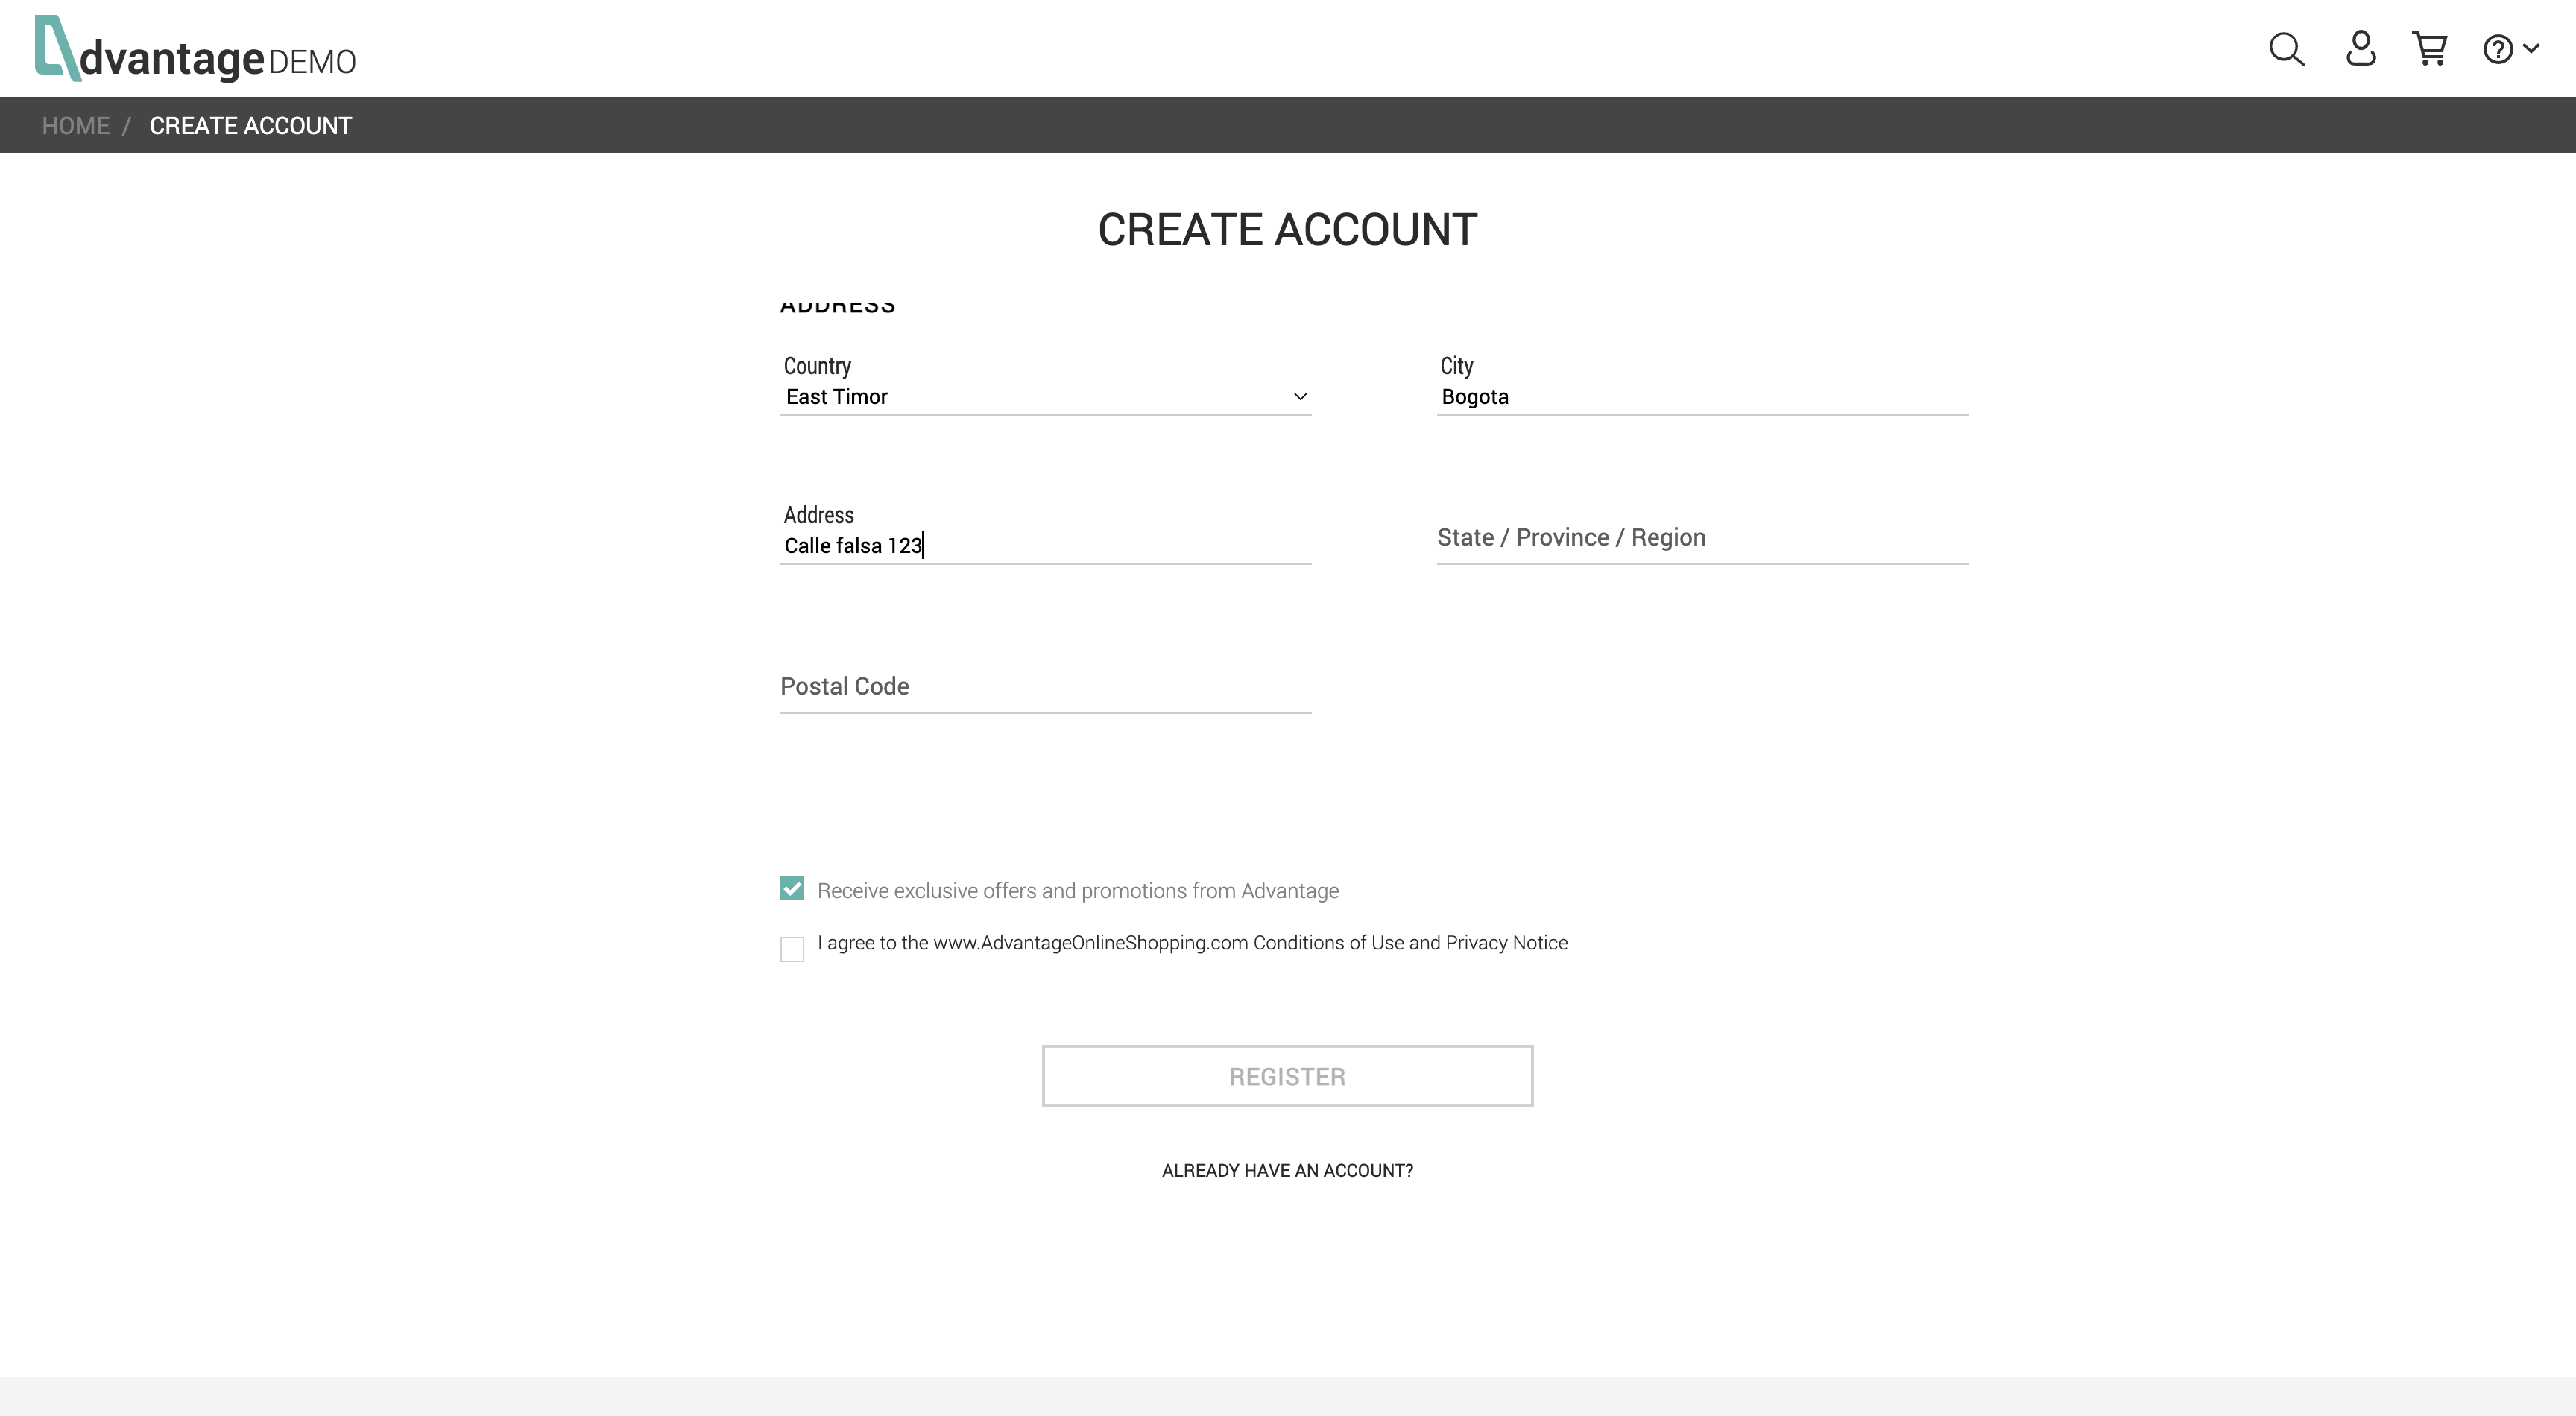 dvantage DEMO
HOME / CREATE ACCOUNT
CREATE ACCOUNT
ADDRESS
Country
East Timor
City
Bogota
Address
Calle falsa 123
State / Province / Region
Postal Code
Receive exclusive offers and promotions from Advantage
I agree to the www.AdvantageOnlineShopping.com Conditions of Use and Privacy Notice
REGISTER
ALREADY HAVE AN ACCOUNT?